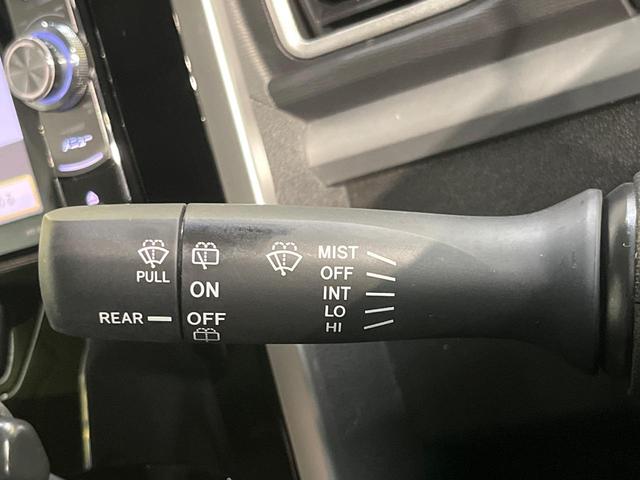 PULL
REAR
ON
OFF
MIST
OFF
INT
LO
HI